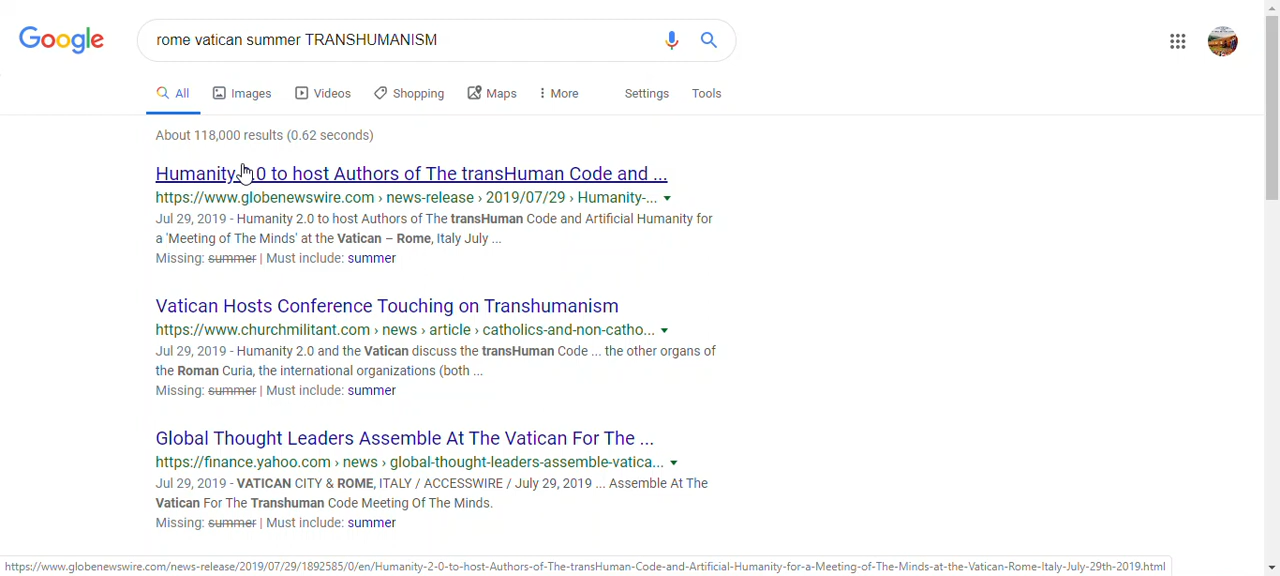 Google
rome vatican summer TRANSHUMANISM
All Images Videos Shopping Maps More Settings Tools
About 118,000 results (0.62 seconds)
Humanity 2.0 to host Authors of The transHuman Code and ...
https://www.globenewswire.com › news-release › 2019/07/29 › Humanity-...
Jul 29, 2019 - Humanity 2.0 to host Authors of The transHuman Code and Artificial Humanity for
a 'Meeting of The Minds' at the Vatican – Rome, Italy July ...
Missing: summer | Must include: summer
Vatican Hosts Conference Touching on Transhumanism
https://www.churchmilitant.com › news › article › catholics-and-non-catho...
Jul 29, 2019 - Humanity 2.0 and the Vatican discuss the transHuman Code ... the other organs of
the Roman Curia, the international organizations (both ...
Missing: summer | Must include: summer
Global Thought Leaders Assemble At The Vatican For The ...
https://finance.yahoo.com › news › global-thought-leaders-assemble-vatica...
Jul 29, 2019 - VATICAN CITY & ROME, ITALY / ACCESSWIRE / July 29, 2019 ... Assemble At The
Vatican For The Transhuman Code Meeting Of The Minds.
Missing: summer | Must include: summer
https://www.globenewswire.com/news-release/2019/07/29/1892585/0/en/Humanity-2-0-to-host-Authors-of-The-transHuman-Code-and-Artificial-Humanity-for-a-Meeting-of-The-Minds-at-the-Vatican-Rome-Italy-July-29th-2019.html